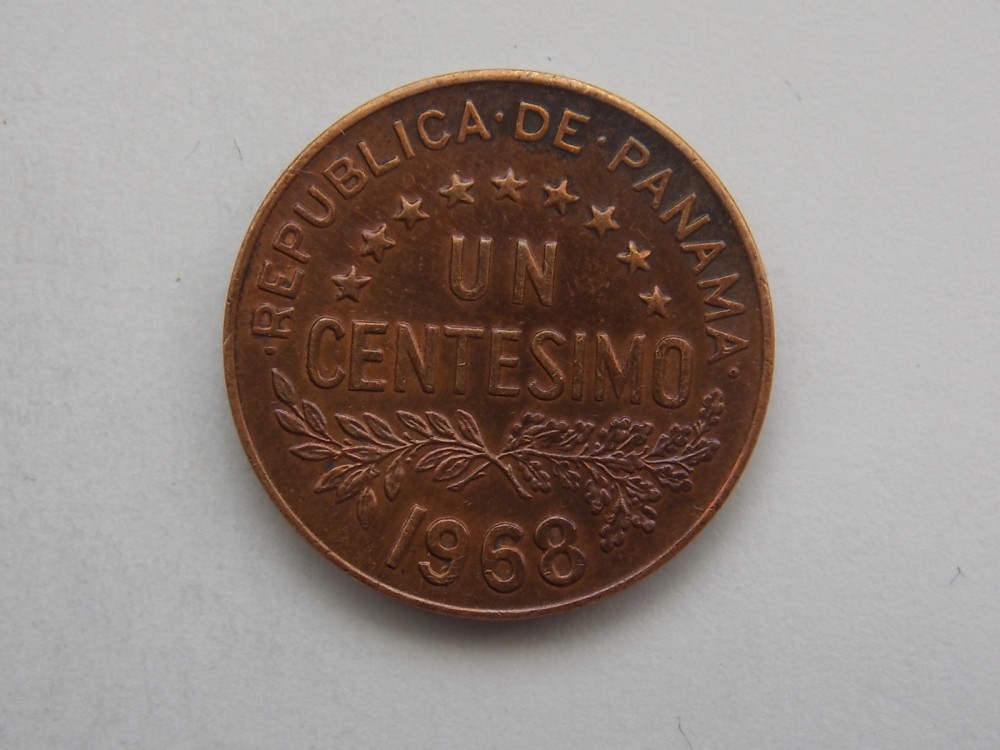 ·REPUBLICA·DE·PANAMA·
UN
CENTESIMO
1968